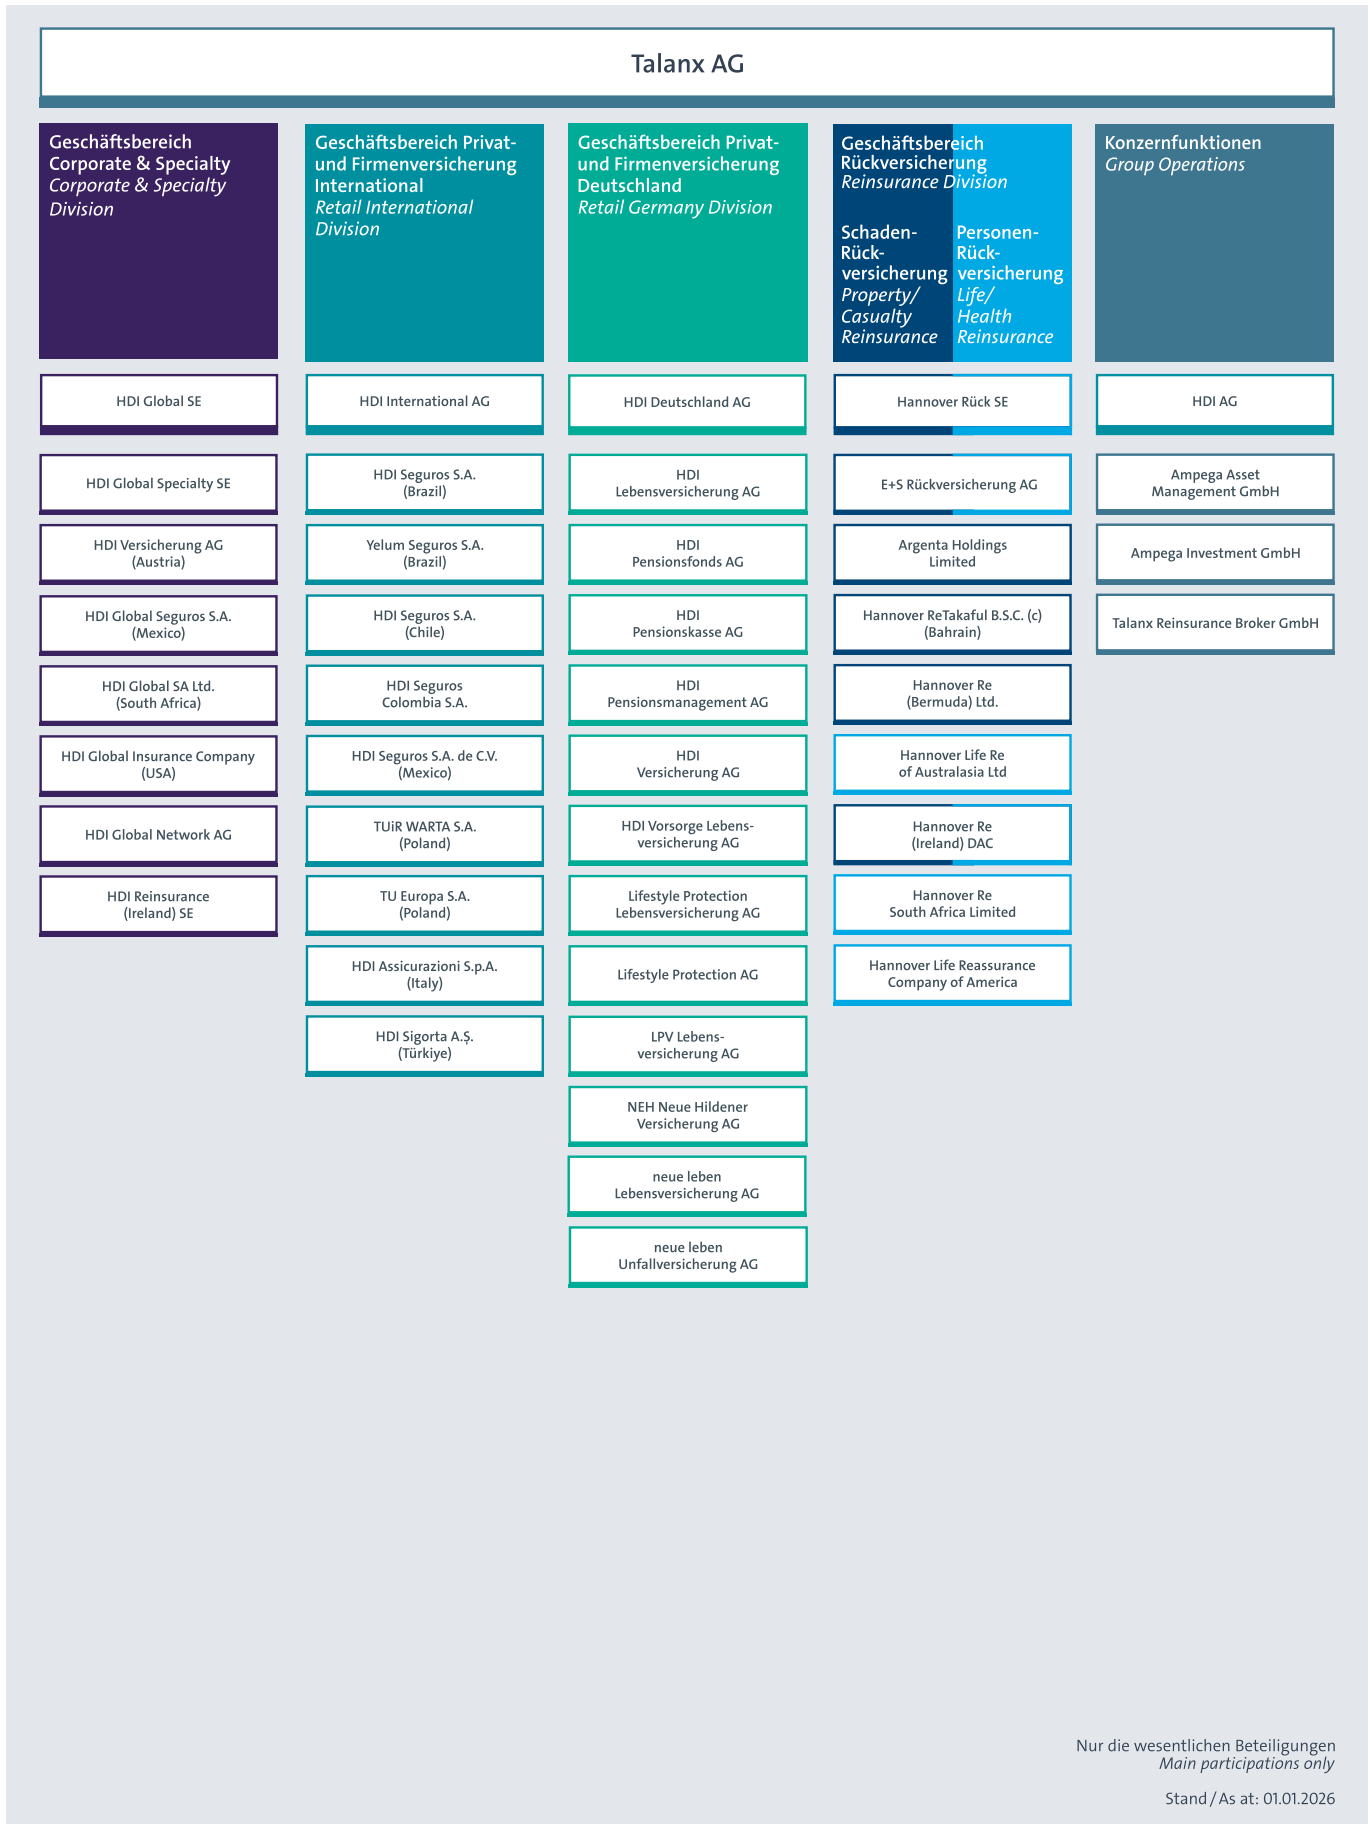 Talanx AG
Geschäftsbereich
Corporate & Specialty
Corporate & Specialty
Division
Geschäftsbereich Privat-
und Firmenversicherung
International
Retail International
Division
Geschäftsbereich Privat-
und Firmenversicherung
Deutschland
Retail Germany Division
Geschäftsbereich
Rückversicherung
Reinsurance Division
Schaden-
Rück-
versicherung
Property/
Casualty
Reinsurance
Personen-
Rück-
versicherung
Life/
Health
Reinsurance
Konzernfunktionen
Group Operations
HDI Global SE
HDI Global Specialty SE
HDI Versicherung AG
(Austria)
HDI Global Seguros S.A.
(Mexico)
HDI Global SA Ltd.
(South Africa)
HDI Global Insurance Company
(USA)
HDI Global Network AG
HDI Reinsurance
(Ireland) SE
HDI International AG
HDI Seguros S.A.
(Brazil)
Yelum Seguros S.A.
(Brazil)
HDI Seguros S.A.
(Chile)
HDI Seguros
Colombia S.A.
HDI Seguros S.A. de C.V.
(Mexico)
TUiR WARTA S.A.
(Poland)
TU Europa S.A.
(Poland)
HDI Assicurazioni S.p.A.
(Italy)
HDI Sigorta A.Ş.
(Türkiye)
HDI Deutschland AG
HDI
Lebensversicherung AG
HDI
Pensionsfonds AG
HDI
Pensionskasse AG
HDI
Pensionsmanagement AG
HDI
Versicherung AG
HDI Vorsorge Lebens-
versicherung AG
Lifestyle Protection
Lebensversicherung AG
Lifestyle Protection AG
LPV Lebens-
versicherung AG
NEH Neue Hildener
Versicherung AG
neue leben
Lebensversicherung AG
neue leben
Unfallversicherung AG
Hannover Rück SE
E+S Rückversicherung AG
Argenta Holdings
Limited
Hannover ReTakaful B.S.C. (c)
(Bahrain)
Hannover Re
(Bermuda) Ltd.
Hannover Life Re
of Australasia Ltd
Hannover Re
(Ireland) DAC
Hannover Re
South Africa Limited
Hannover Life Reassurance
Company of America
HDI AG
Ampega Asset
Management GmbH
Ampega Investment GmbH
Talanx Reinsurance Broker GmbH
Nur die wesentlichen Beteiligungen
Main participations only
Stand / As at: 01.01.2026